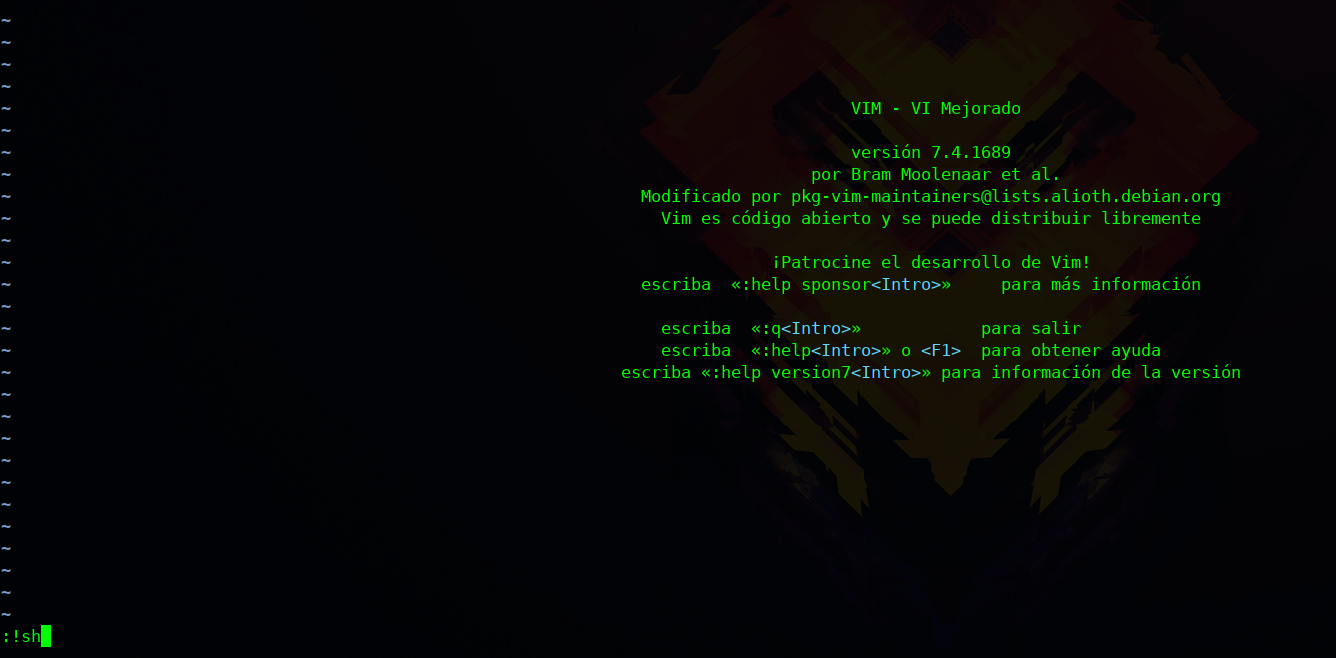 ~
~
~
~
~ VIM - VI Mejorado
~
~ versión 7.4.1689
~ por Bram Moolenaar et al.
~ Modificado por pkg-vim-maintainers@lists.alioth.debian.org
~ Vim es código abierto y se puede distribuir libremente
~
~ ¡Patrocine el desarrollo de Vim!
~ escriba «:help sponsor<Intro>» para más información
~
~ escriba «:q<Intro>» para salir
~ escriba «:help<Intro>» o <F1> para obtener ayuda
~ escriba «:help version7<Intro>» para información de la versión
~
~
~
~
~
~
~
~
~
~
~
:!sh